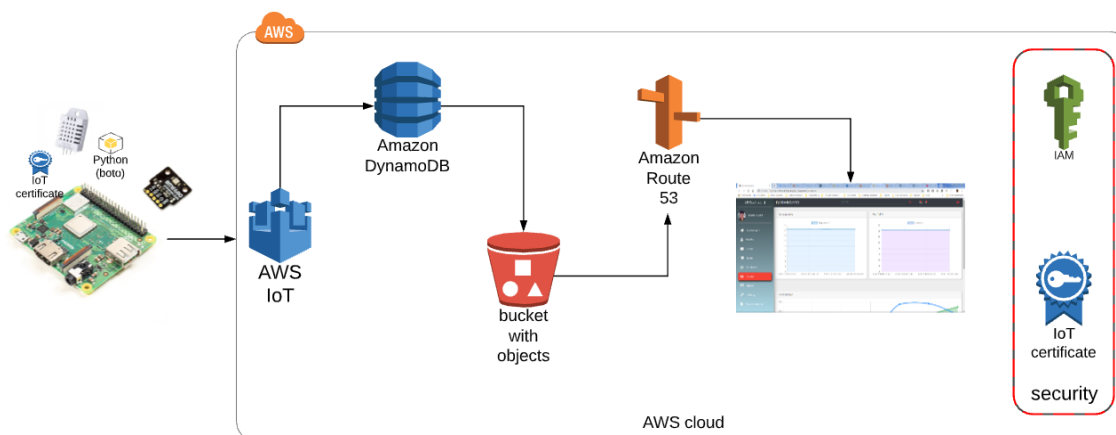 AWS
Amazon
DynamoDB
Python
(boto)
IoT
certificate
AWS
IoT
bucket
with
objects
Amazon
Route
53
IAM
IoT
certificate
security
AWS cloud